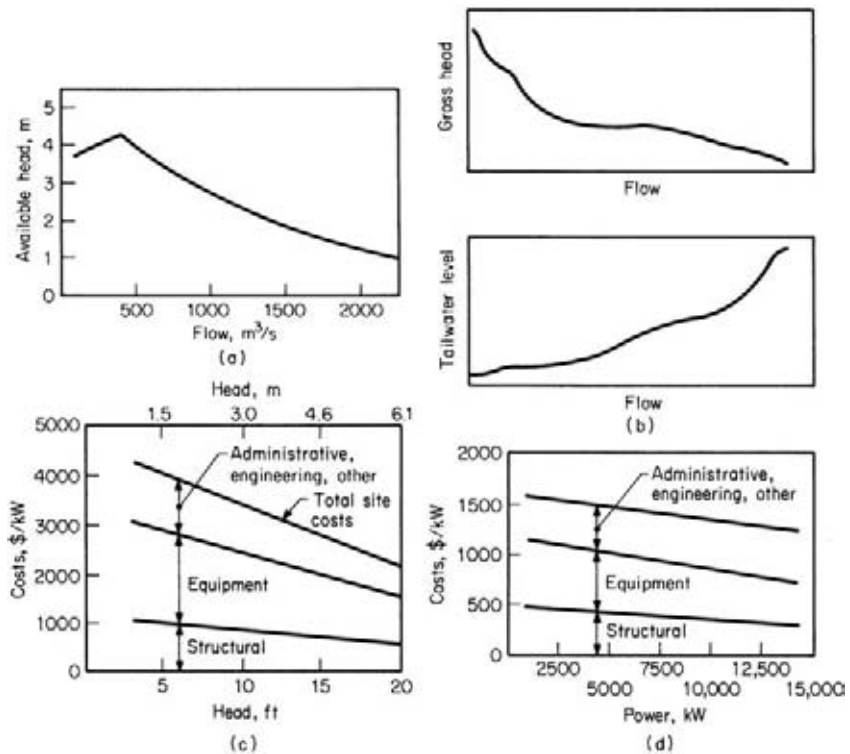 Available head, m
5
4
3
2
1
0
500 1000 1500 2000
Flow, m³/s
(a)
Gross head
Flow
Tailwater level
Flow
(b)
Head, m
1.5 3.0 4.6 6.1
Costs, $/kW
5000
4000
3000
2000
1000
0
Administrative,
engineering, other
Total site
costs
Equipment
Structural
5 10 15 20
Head, ft
(c)
Costs, $/kW
2000
1500
1000
500
0
Administrative,
engineering, other
Equipment
Structural
2500 7500 12,500
5000 10,000 15,000
Power, kW
(d)